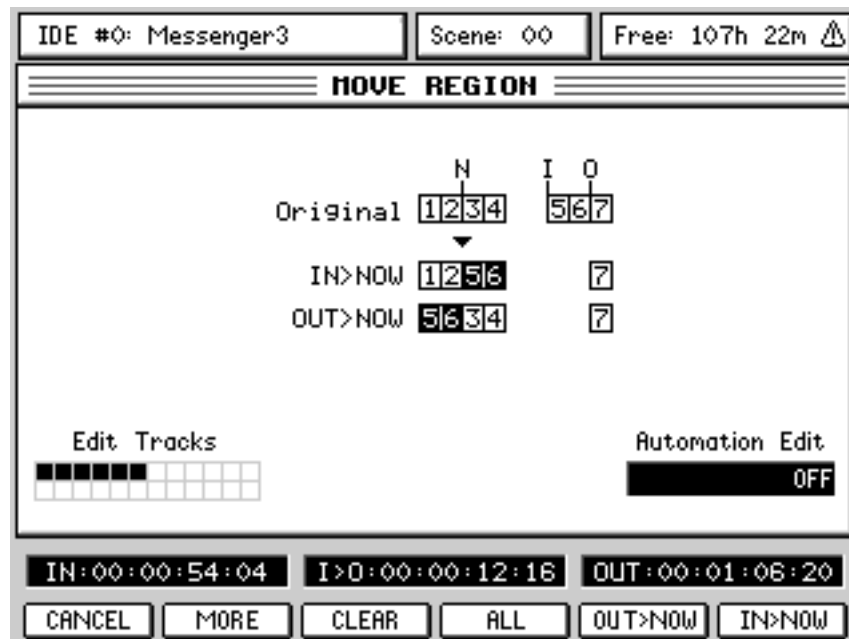 IDE #0: Messenger3 Scene: 00 Free: 107h 22m
MOVE REGION
N I O
Original 1234 567
IN>NOW 1256 7
OUT>NOW 5634 7
Edit Tracks Automation Edit
OFF
IN:00:00:54:04 I>O:00:00:12:16 OUT:00:01:06:20
CANCEL MORE CLEAR ALL OUT>NOW IN>NOW